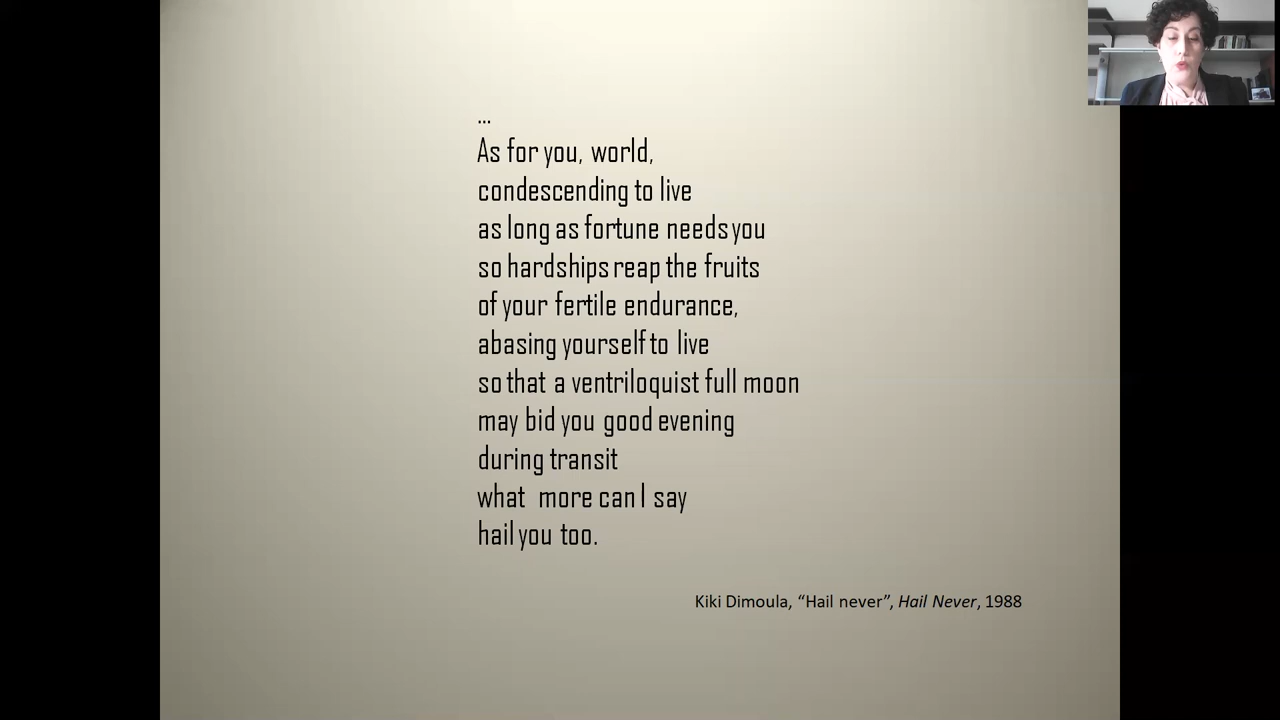 ...
As for you, world,
condescending to live
as long as fortune needs you
so hardships reap the fruits
of your fertile endurance,
abasing yourself to live
so that a ventriloquist full moon
may bid you good evening
during transit
what more can I say
hail you too.
Kiki Dimoula, “Hail never”, Hail Never, 1988